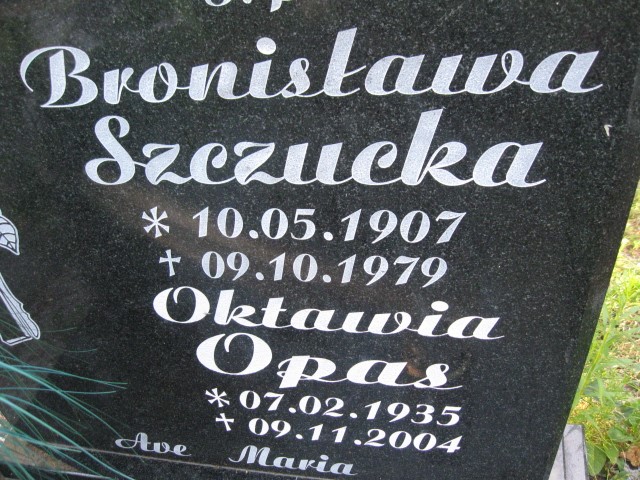 Bronisława
Szczucka
* 10.05.1907
† 09.10.1979
Oktawia
Opas
* 07.02.1935
† 09.11.2004
Ave Maria